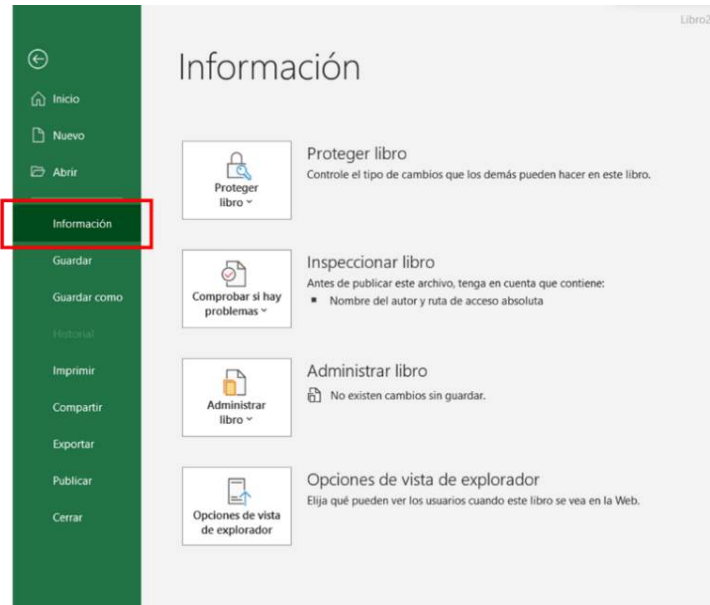 Libro2
Información
Inicio
Nuevo
Abrir
Información
Guardar
Guardar como
Historial
Imprimir
Compartir
Exportar
Publicar
Cerrar
Proteger
libro
Proteger libro
Controle el tipo de cambios que los demás pueden hacer en este libro.
Comprobar si hay
problemas
Inspeccionar libro
Antes de publicar este archivo, tenga en cuenta que contiene:
Nombre del autor y ruta de acceso absoluta
Administrar
libro
Administrar libro
No existen cambios sin guardar.
Opciones de vista
de explorador
Opciones de vista de explorador
Elija qué pueden ver los usuarios cuando este libro se vea en la Web.